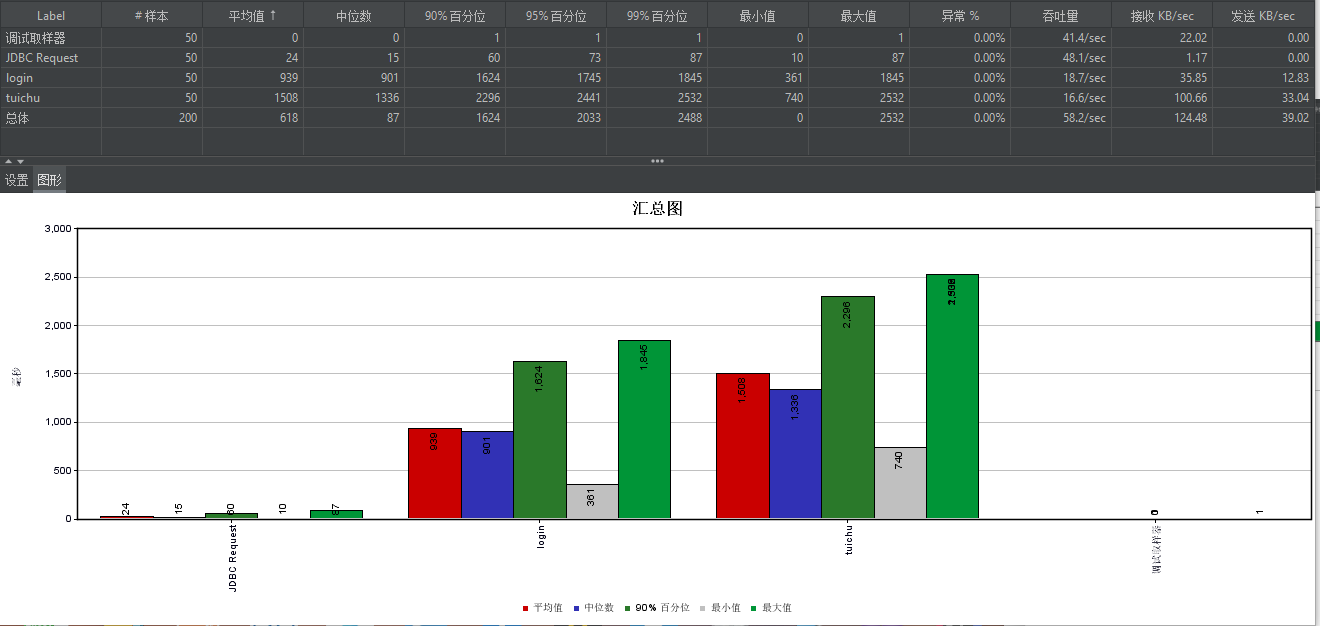 Label # 样本 平均值 ↑ 中位数 90% 百分位 95% 百分位 99% 百分位 最小值 最大值 异常 % 吞吐量 接收 KB/sec 发送 KB/sec
调试取样器 50 0 0 1 1 1 0 1 0.00% 41.4/sec 22.02 0.00
JDBC Request 50 24 15 60 73 87 10 87 0.00% 48.1/sec 1.17 0.00
login 50 939 901 1624 1745 1845 361 1845 0.00% 18.7/sec 35.85 12.83
tuichu 50 1508 1336 2296 2441 2532 740 2532 0.00% 16.6/sec 100.66 33.04
总体 200 618 87 1624 2033 2488 0 2532 0.00% 58.2/sec 124.48 39.02
设置 图形
汇总图
3,000
2,500
2,000
1,500
1,000
500
0
毫秒
24 15 60 10 87
939 901 1,624 361 1,845
1,508 1,336 2,296 740 2,532
0 1
JDBC Request login tuichu 调试取样器
平均值 中位数 90% 百分位 最小值 最大值